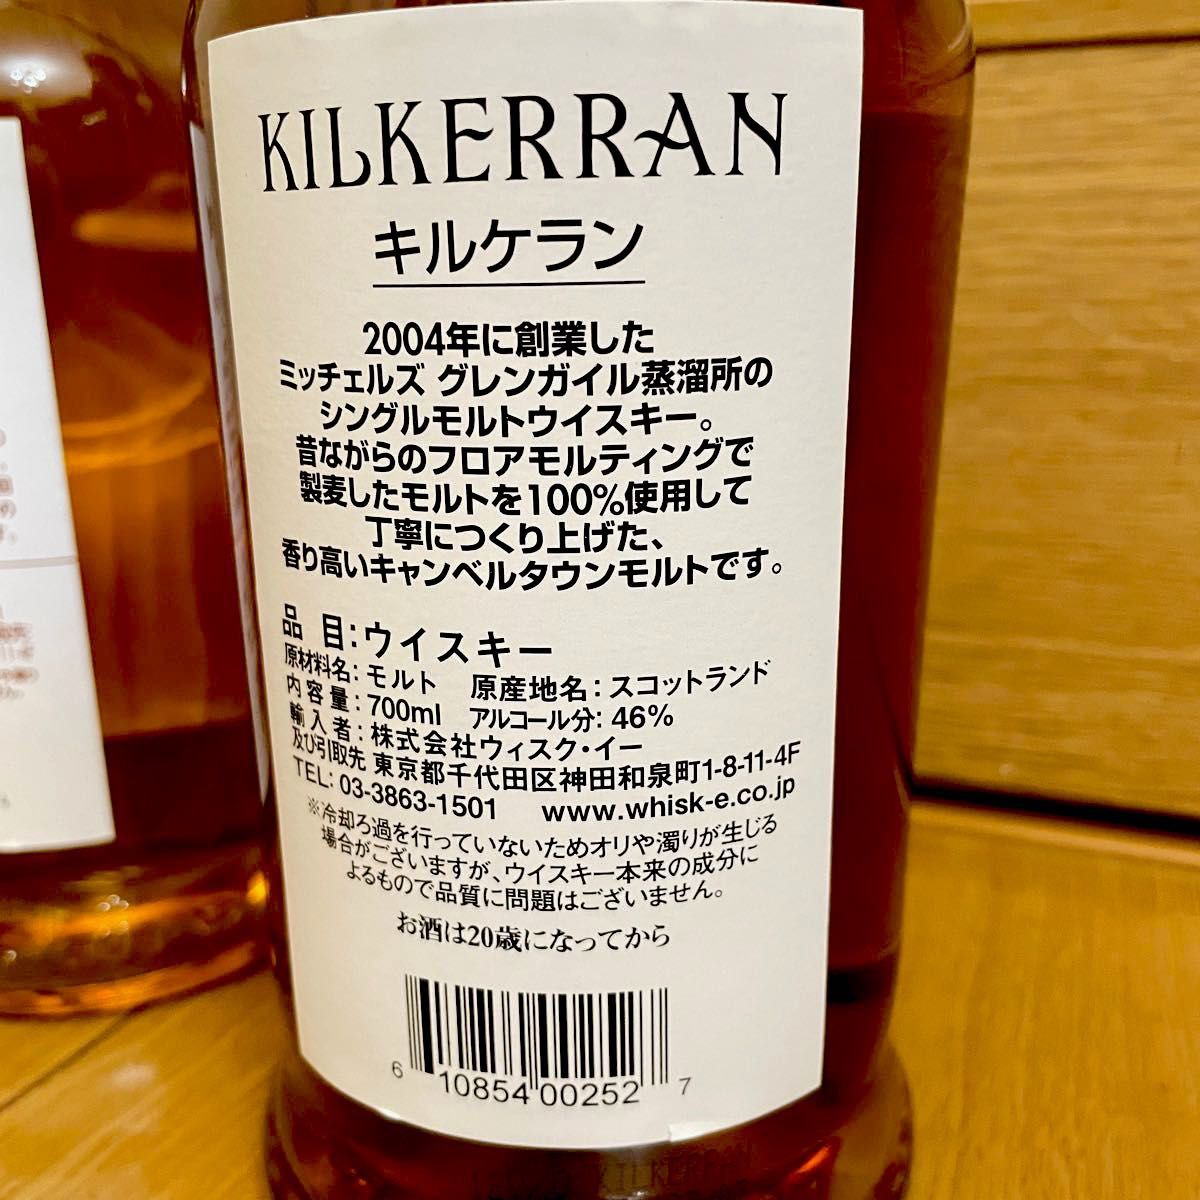 KILKERRAN
キルケラン
2004年に創業した
ミッチェルズ グレンガイル蒸溜所の
シングルモルトウイスキー。
昔ながらのフロアモルティングで
製麦したモルトを100%使用して
丁寧につくり上げた、
香り高いキャンベルタウンモルトです。
品 目:ウイスキー
原材料名:モルト 原産地名:スコットランド
内容量:700ml アルコール分:46%
輸入者:株式会社ウィスク・イー
及び引取先 東京都千代田区神田和泉町1-8-11-4F
TEL: 03-3863-1501 www.whisk-e.co.jp
※冷却ろ過を行っていないためオリや濁りが生じる
場合がございますが、ウイスキー本来の成分に
よるもので品質に問題はございません。
お酒は20歳になってから
6 10854 00252 7
KILKERRAN